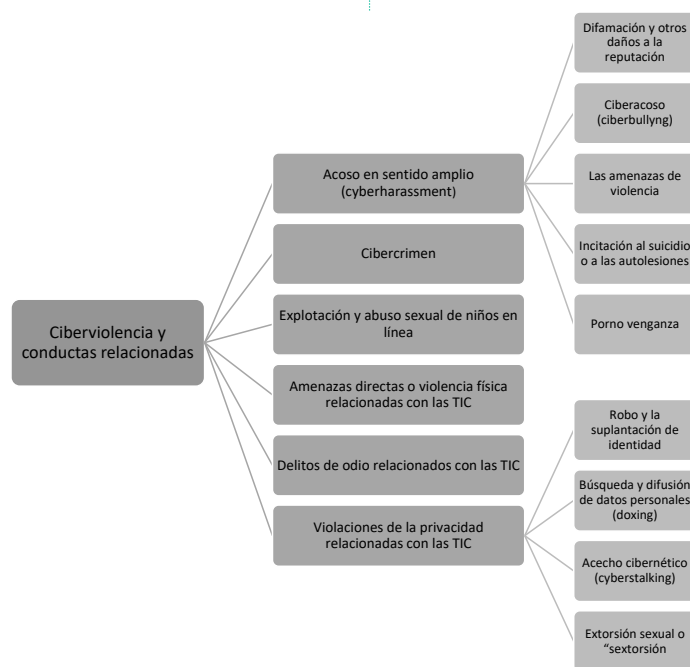 Ciberviolencia y
conductas relacionadas
Acoso en sentido amplio
(cyberharassment)
Difamación y otros
daños a la
reputación
Ciberacoso
(ciberbullyng)
Las amenazas de
violencia
Incitación al suicidio
o a las autolesiones
Porno venganza
Cibercrimen
Explotación y abuso sexual de niños en
línea
Amenazas directas o violencia física
relacionadas con las TIC
Delitos de odio relacionados con las TIC
Violaciones de la privacidad
relacionadas con las TIC
Robo y la
suplantación de
identidad
Búsqueda y difusión
de datos personales
(doxing)
Acecho cibernético
(cyberstalking)
Extorsión sexual o
“sextorsión